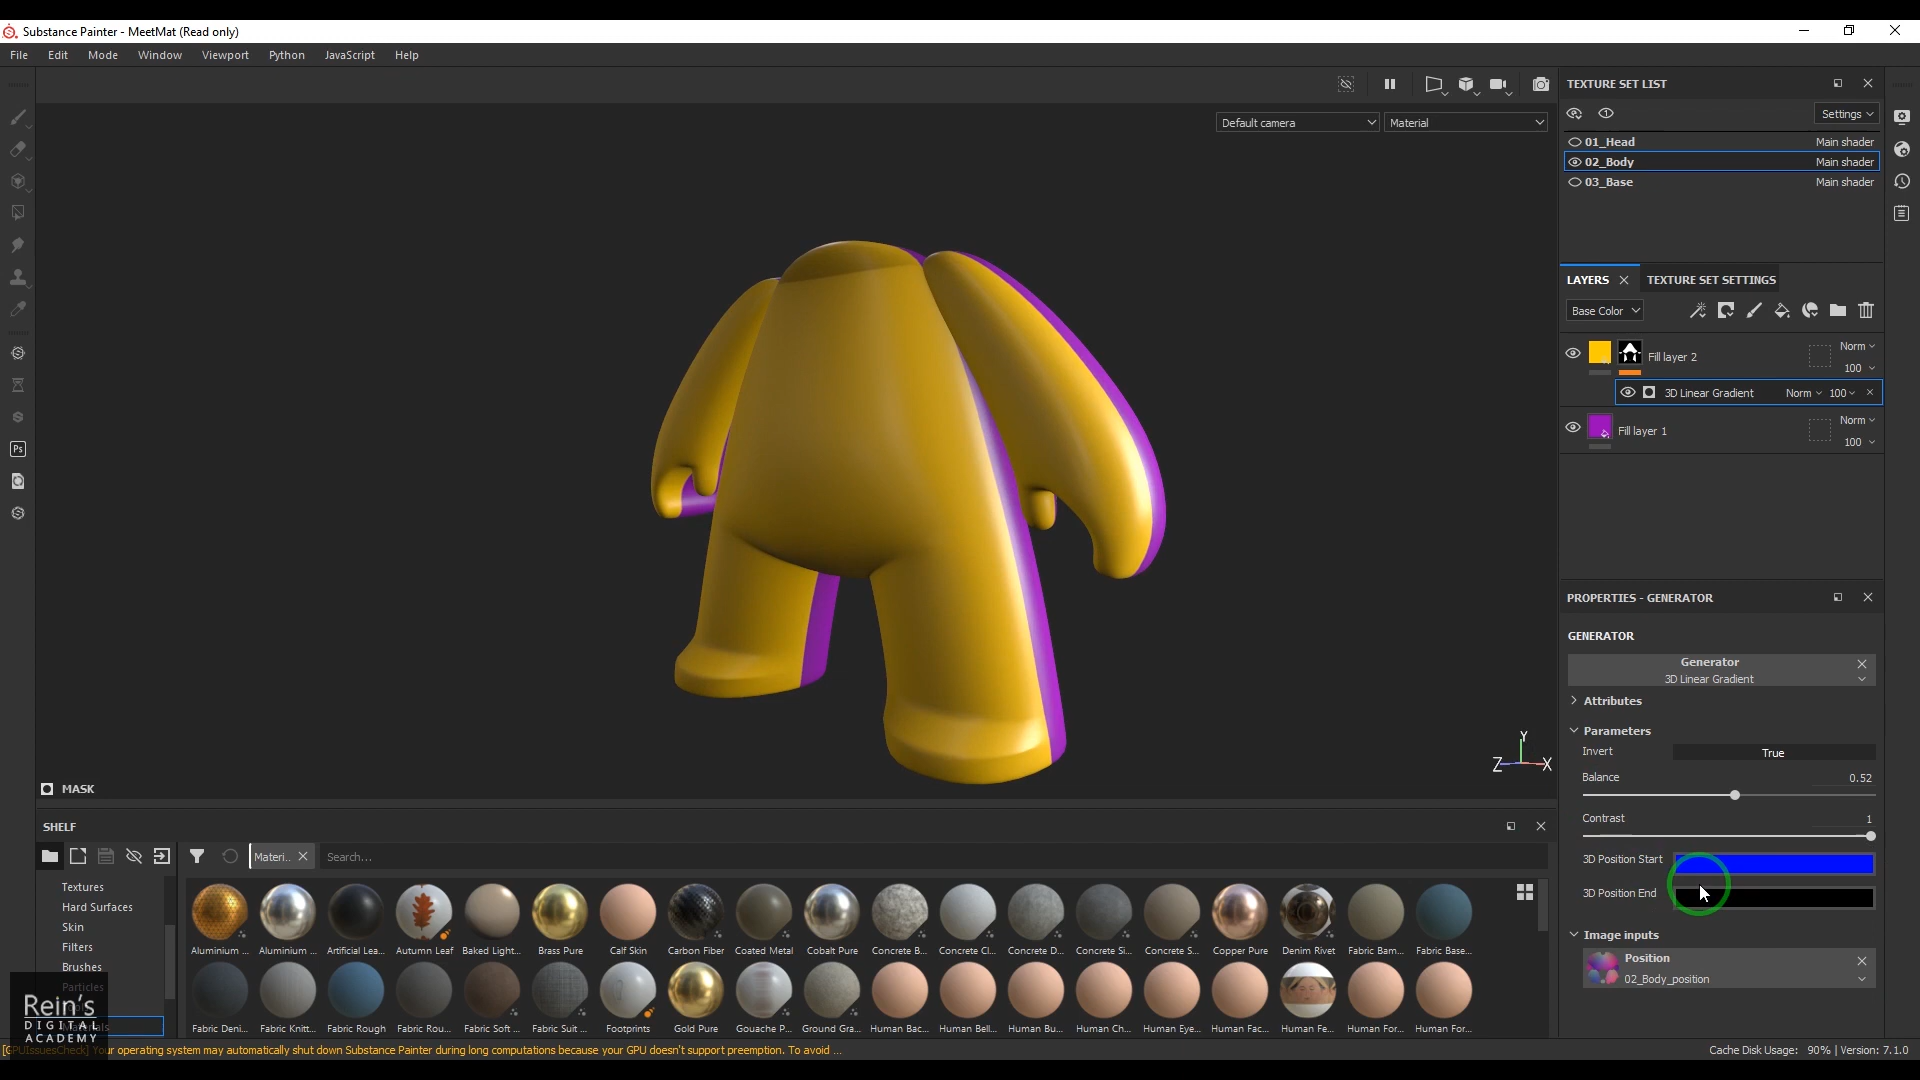 Substance Painter - MeetMat (Read only)
File Edit Mode Window Viewport Python JavaScript Help
Default camera Material
TEXTURE SET LIST
Settings
01_Head Main shader
02_Body Main shader
03_Base Main shader
LAYERS TEXTURE SET SETTINGS
Base Color
Norm
Fill layer 2
100
3D Linear Gradient Norm 100
Norm
Fill layer 1
100
PROPERTIES - GENERATOR
GENERATOR
Generator
3D Linear Gradient
Attributes
Parameters
Invert True
Balance 0.52
Contrast 1
3D Position Start
3D Position End
Image inputs
Position
02_Body_position
Y
Z X
MASK
Ps
SHELF
Materi.. Search...
Textures
Hard Surfaces
Skin
Filters
Brushes
Particles
Aluminium ... Aluminium ... Artificial Lea... Autumn Leaf Baked Light... Brass Pure Calf Skin Carbon Fiber Coated Metal Cobalt Pure Concrete B... Concrete Cl... Concrete D... Concrete Si... Concrete S... Copper Pure Denim Rivet Fabric Bam... Fabric Base...
Fabric Deni... Fabric Knitt... Fabric Rough Fabric Rou... Fabric Soft ... Fabric Suit ... Footprints Gold Pure Gouache P... Ground Gra... Human Bac... Human Bell... Human Bu... Human Ch... Human Eye... Human Fac... Human Fe... Human For... Human For...
Rein's
DIGITAL
ACADEMY
[GPUIssuesCheck] Your operating system may automatically shut down Substance Painter during long computations because your GPU doesn't support preemption. To avoid ...
Cache Disk Usage: 90% | Version: 7.1.0